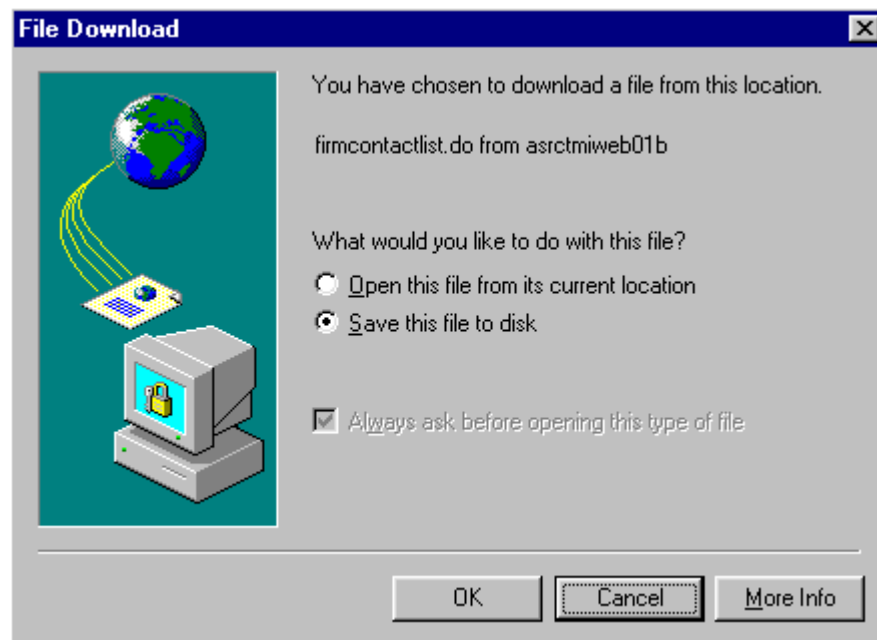 File Download
You have chosen to download a file from this location.
firmcontactlist.do from asrctmiweb01b
What would you like to do with this file?
Open this file from its current location
Save this file to disk
Always ask before opening this type of file
OK Cancel More Info